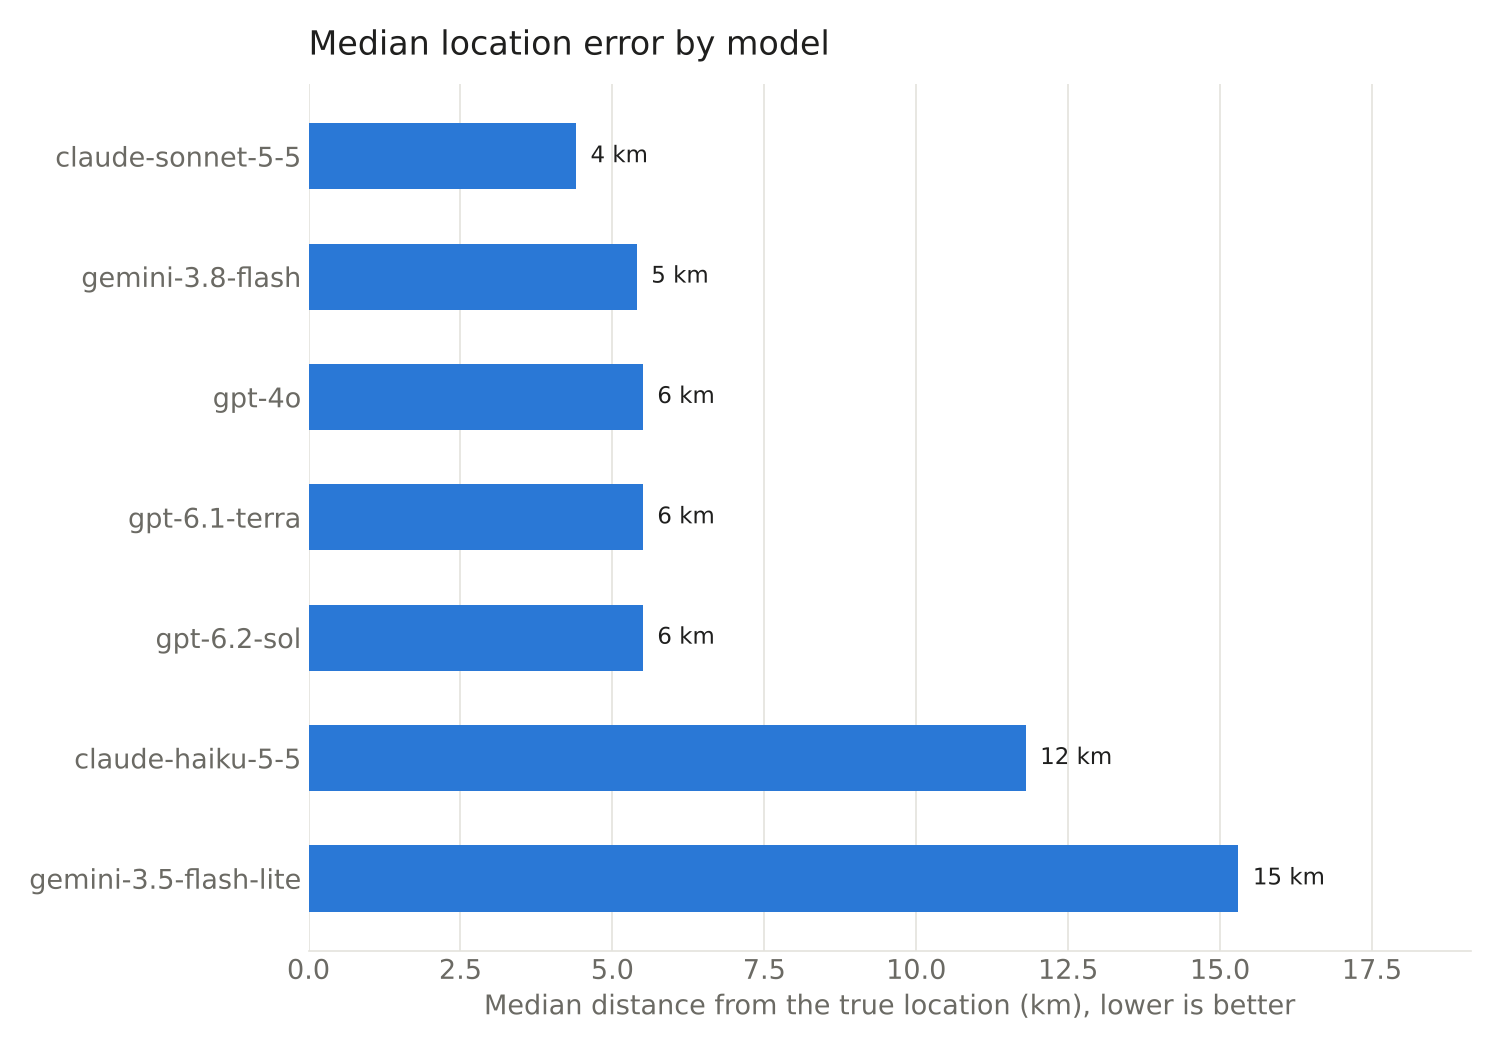 Median location error by model
claude-sonnet-5-5
4 km
gemini-3.8-flash
5 km
gpt-4o
6 km
gpt-6.1-terra
6 km
gpt-6.2-sol
6 km
claude-haiku-5-5
12 km
gemini-3.5-flash-lite
15 km
0.0 2.5 5.0 7.5 10.0 12.5 15.0 17.5
Median distance from the true location (km), lower is better